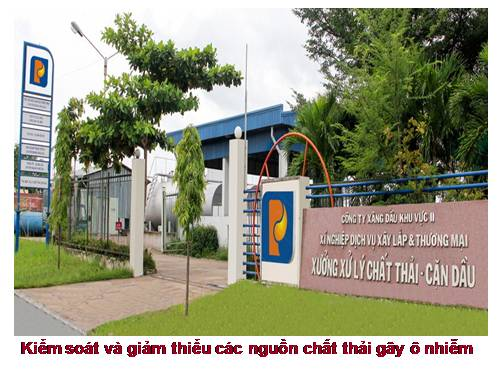 CÔNG TY XĂNG DẦU KHU VỰC II
XÍ NGHIỆP DỊCH VỤ XÂY LẮP & THƯƠNG MẠI
XƯỞNG XỬ LÝ CHẤT THẢI - CẶN DẦU
Kiểm soát và giảm thiểu các nguồn chất thải gây ô nhiễm